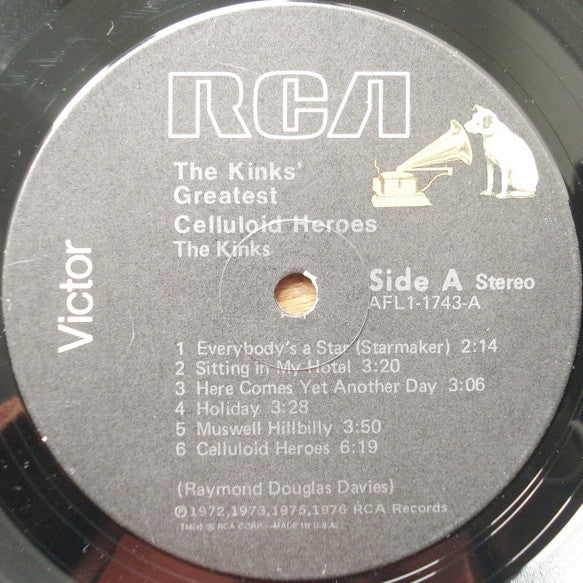 RCA
The Kinks'
Greatest
Celluloid Heroes
The Kinks
Victor
Side A Stereo
AFL1-1743-A
1 Everybody's a Star (Starmaker) 2:14
2 Sitting in My Hotel 3:20
3 Here Comes Yet Another Day 3:06
4 Holiday 3:28
5 Muswell Hillbilly 3:50
6 Celluloid Heroes 6:19
(Raymond Douglas Davies)
℗1972,1973,1975,1976 RCA Records
TM(s) ® RCA CORP.—MADE IN U.S.A.